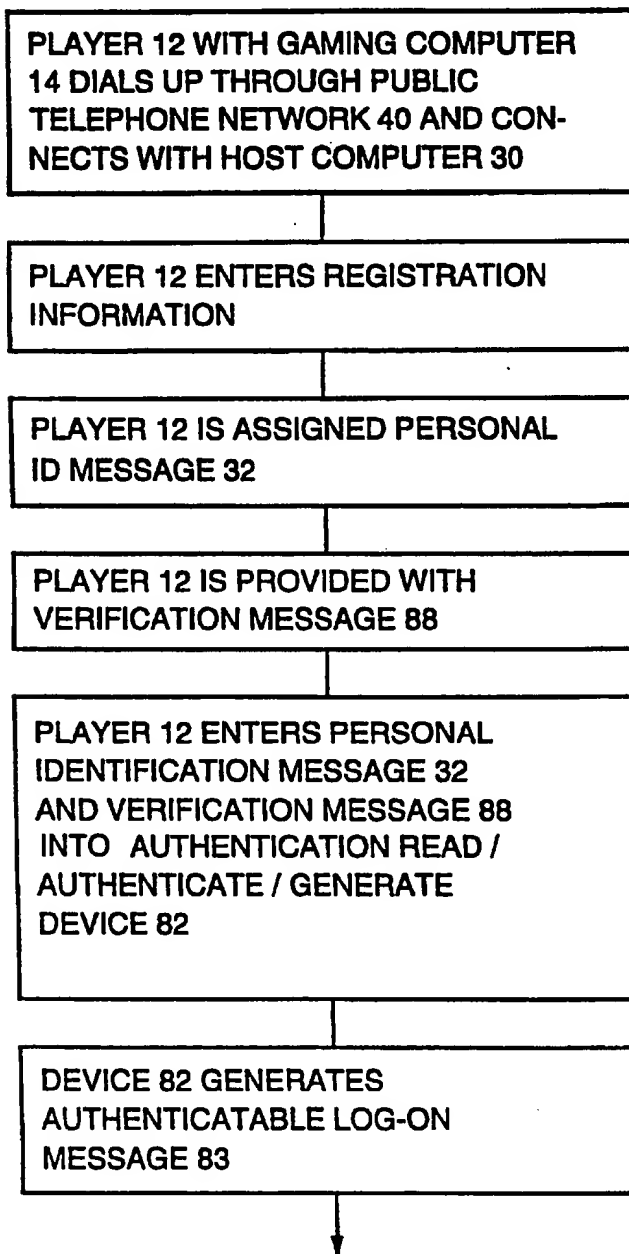 PLAYER 12 WITH GAMING COMPUTER
14 DIALS UP THROUGH PUBLIC
TELEPHONE NETWORK 40 AND CON-
NECTS WITH HOST COMPUTER 30
PLAYER 12 ENTERS REGISTRATION
INFORMATION
PLAYER 12 IS ASSIGNED PERSONAL
ID MESSAGE 32
PLAYER 12 IS PROVIDED WITH
VERIFICATION MESSAGE 88
PLAYER 12 ENTERS PERSONAL
IDENTIFICATION MESSAGE 32
AND VERIFICATION MESSAGE 88
INTO AUTHENTICATION READ /
AUTHENTICATE / GENERATE
DEVICE 82
DEVICE 82 GENERATES
AUTHENTICATABLE LOG-ON
MESSAGE 83